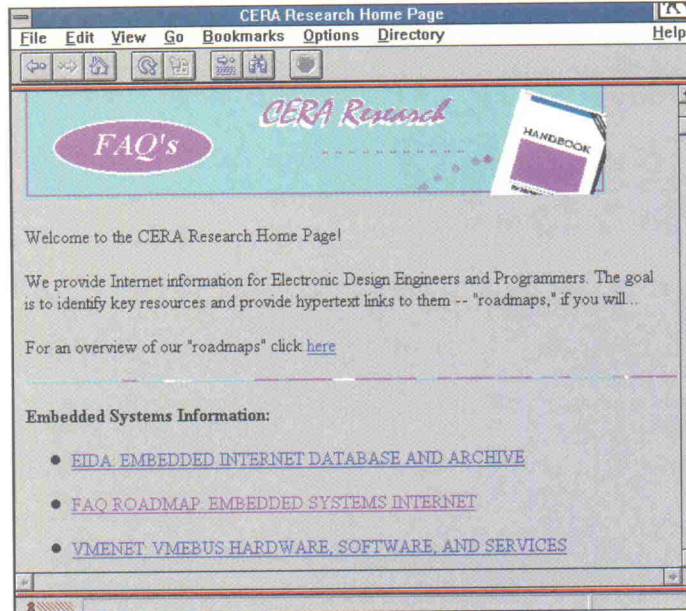 CERA Research Home Page
File Edit View Go Bookmarks Options Directory Help
CERA Research
FAQ's
HANDBOOK
Welcome to the CERA Research Home Page!
We provide Internet information for Electronic Design Engineers and Programmers. The goal
is to identify key resources and provide hypertext links to them -- "roadmaps," if you will...
For an overview of our "roadmaps" click here
Embedded Systems Information:
EIDA: EMBEDDED INTERNET DATABASE AND ARCHIVE
FAQ ROADMAP: EMBEDDED SYSTEMS INTERNET
VMENET: VMEBUS HARDWARE, SOFTWARE, AND SERVICES